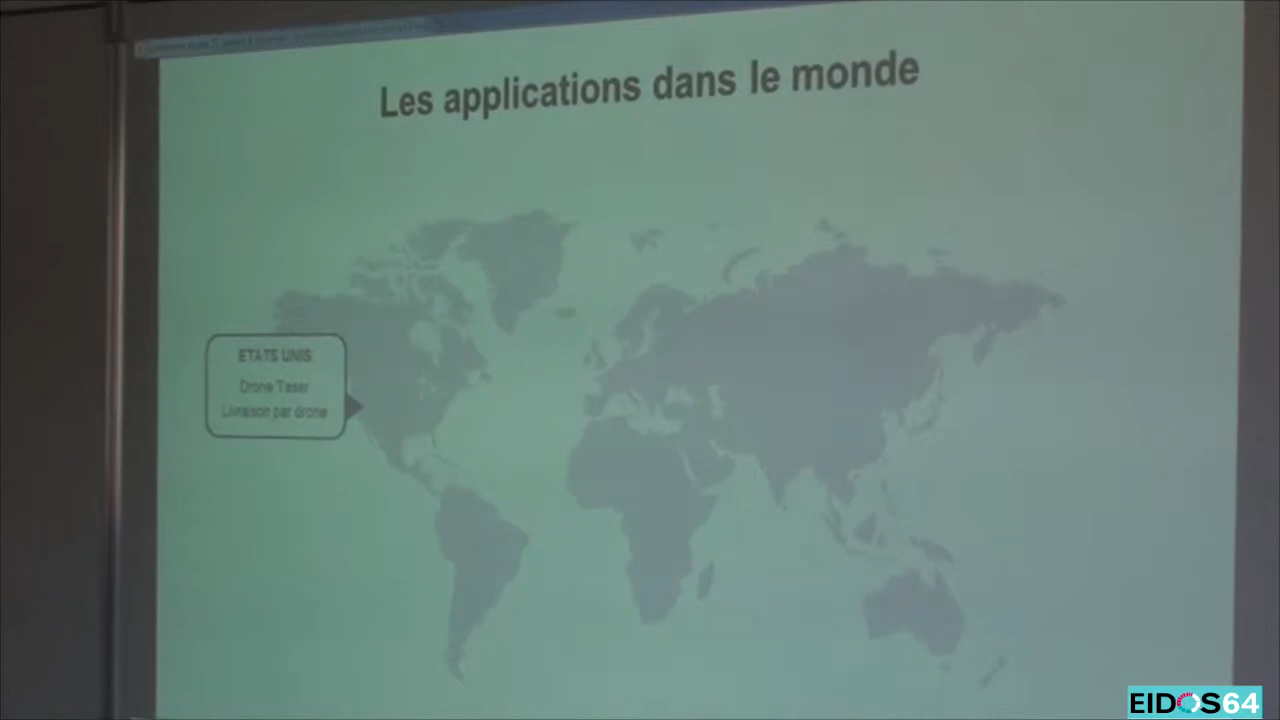 Les applications dans le monde
ETATS UNIS
Drone Taser
Livraison par drone
EIDOS64